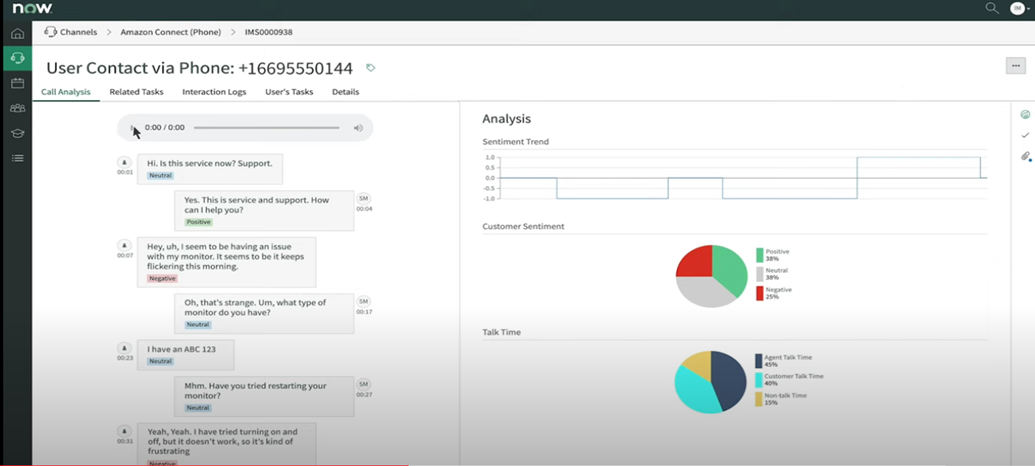 now.
JM
Channels > Amazon Connect (Phone) > IMS0000938
User Contact via Phone: +16695550144
Call Analysis Related Tasks Interaction Logs User's Tasks Details
0:00 / 0:00
Hi. Is this service now? Support.
Neutral
00:01
Yes. This is service and support. How
can I help you?
Positive
SM
00:04
Hey, uh, I seem to be having an issue
with my monitor. It seems to be it keeps
flickering this morning.
Negative
00:07
Oh, that's strange. Um, what type of
monitor do you have?
Neutral
SM
00:17
I have an ABC 123
Neutral
00:23
Mhm. Have you tried restarting your
monitor?
Neutral
SM
00:27
Yeah, Yeah. I have tried turning on and
off, but it doesn't work, so it's kind of
frustrating
Negative
00:31
Analysis
Sentiment Trend
1.0
0.5
0.0
-0.5
-1.0
Customer Sentiment
Positive
38%
Neutral
38%
Negative
25%
Talk Time
Agent Talk Time
45%
Customer Talk Time
40%
Non-talk Time
15%